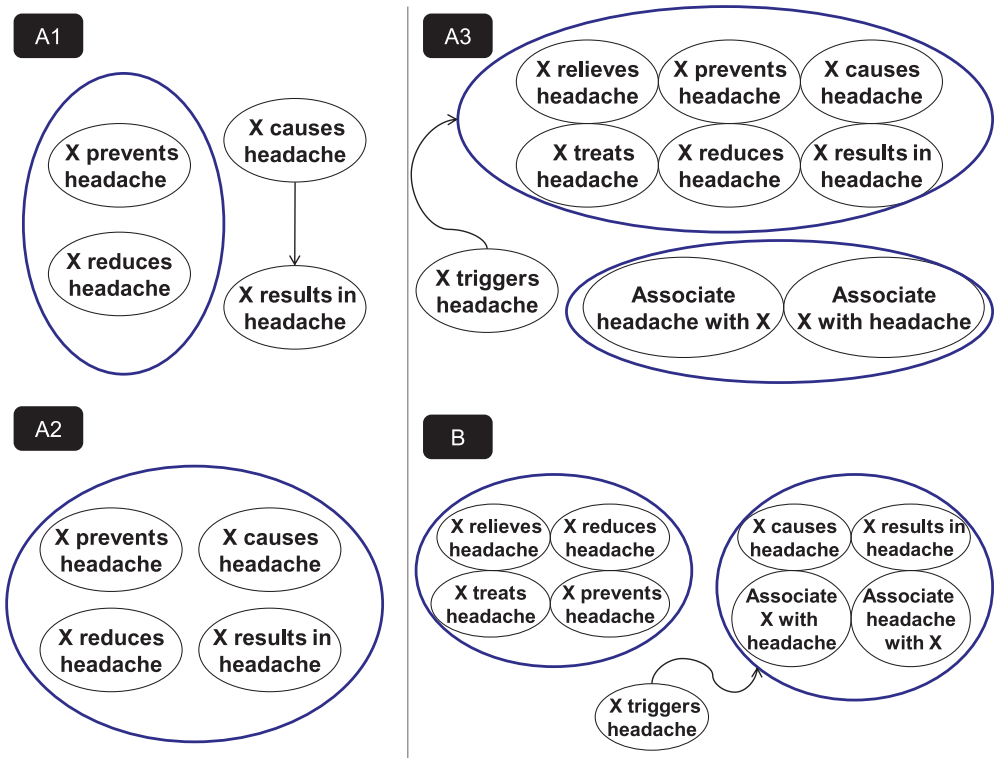 A1
X prevents
headache
X reduces
headache
X causes
headache
X results in
headache
A2
X prevents
headache
X causes
headache
X reduces
headache
X results in
headache
A3
X relieves
headache
X prevents
headache
X causes
headache
X treats
headache
X reduces
headache
X results in
headache
X triggers
headache
Associate
headache with X
Associate
X with headache
B
X relieves
headache
X reduces
headache
X treats
headache
X prevents
headache
X causes
headache
X results in
headache
Associate
X with
headache
Associate
headache
with X
X triggers
headache